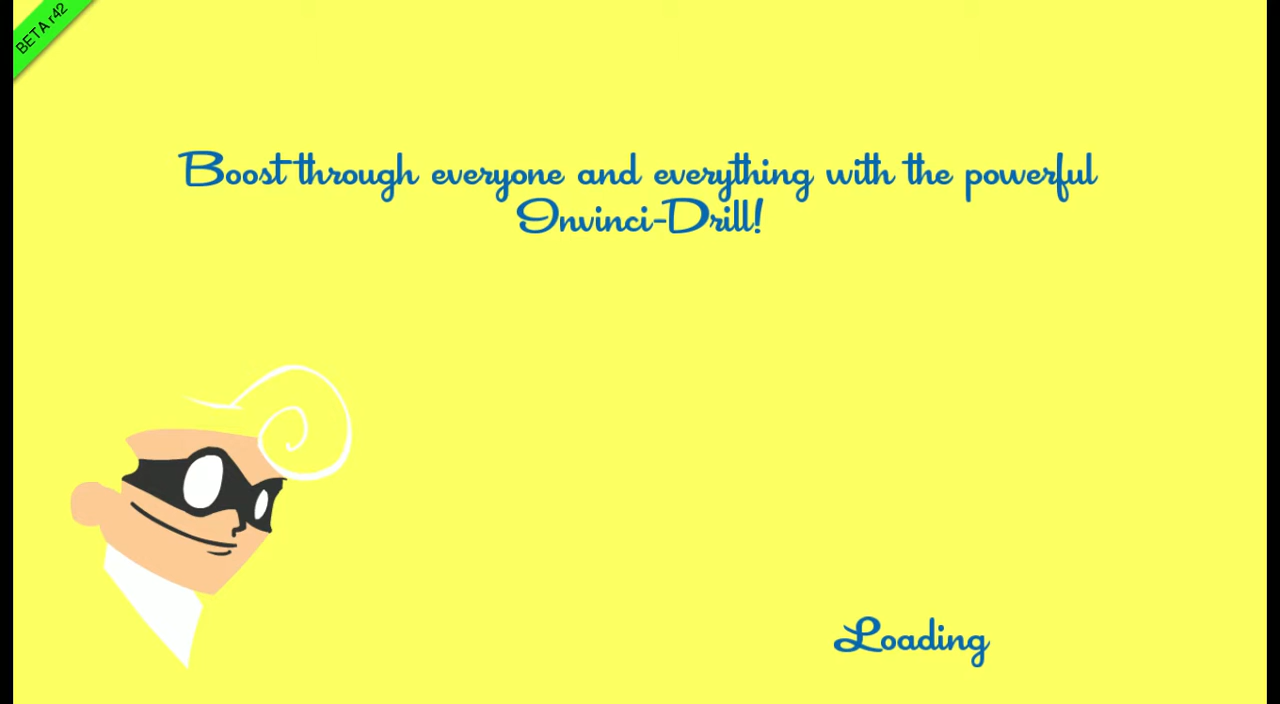 BETA r42
Boost through everyone and everything with the powerful
Invinci-Drill!
Loading